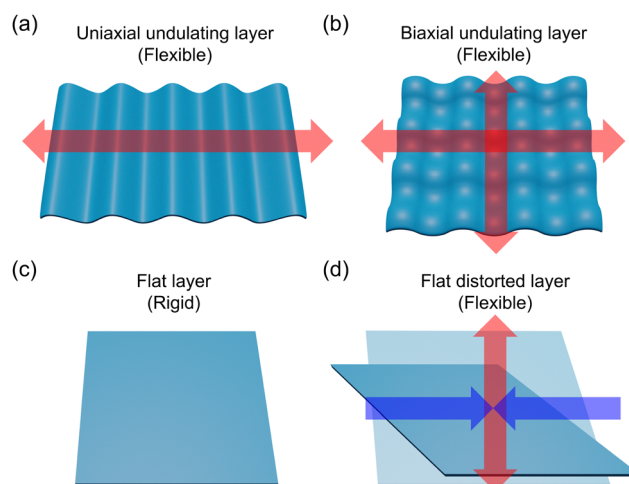 (a)
Uniaxial undulating layer
(Flexible)
(b)
Biaxial undulating layer
(Flexible)
(c)
Flat layer
(Rigid)
(d)
Flat distorted layer
(Flexible)